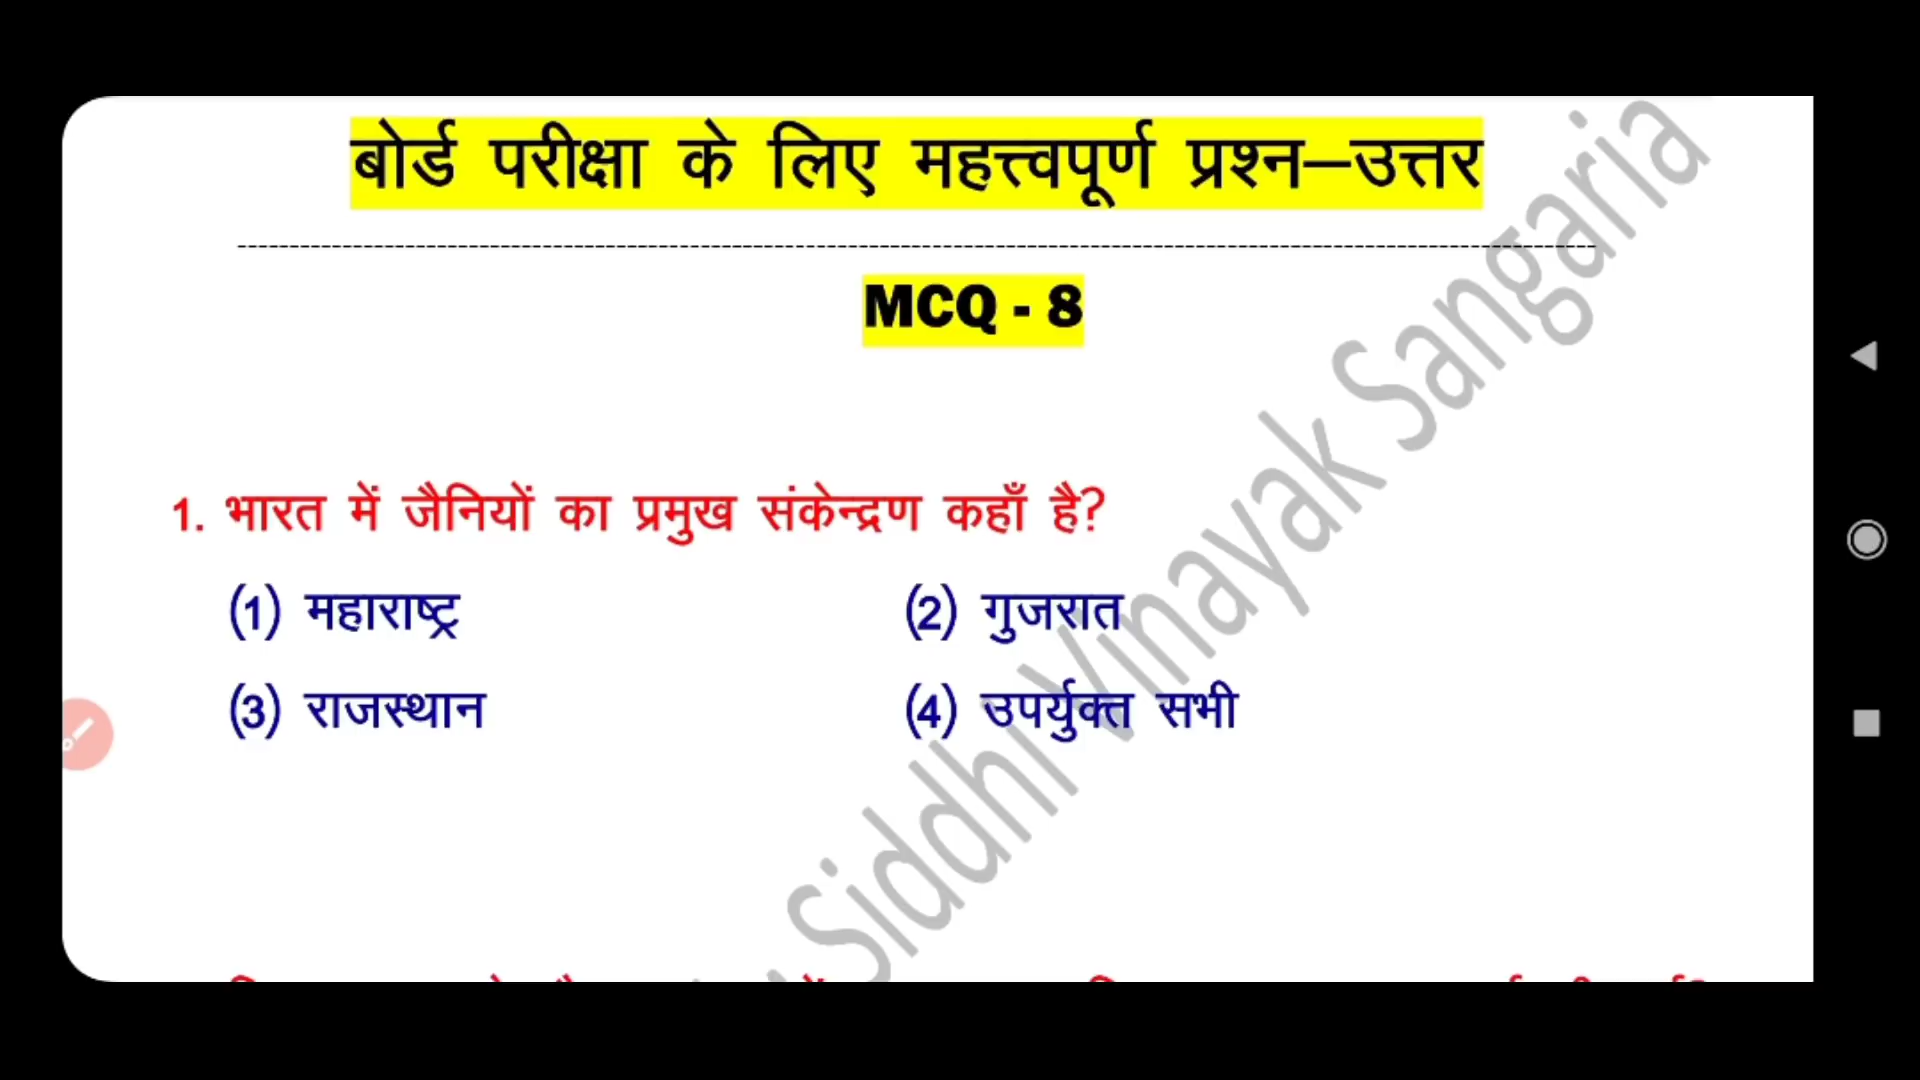 बोर्ड परीक्षा के लिए महत्त्वपूर्ण प्रश्न–उत्तर
MCQ - 8
1. भारत में जैनियों का प्रमुख संकेन्द्रण कहाँ है?
(1) महाराष्ट्र (2) गुजरात
(3) राजस्थान (4) उपर्युक्त सभी
Siddhi Vinayak Sangaria